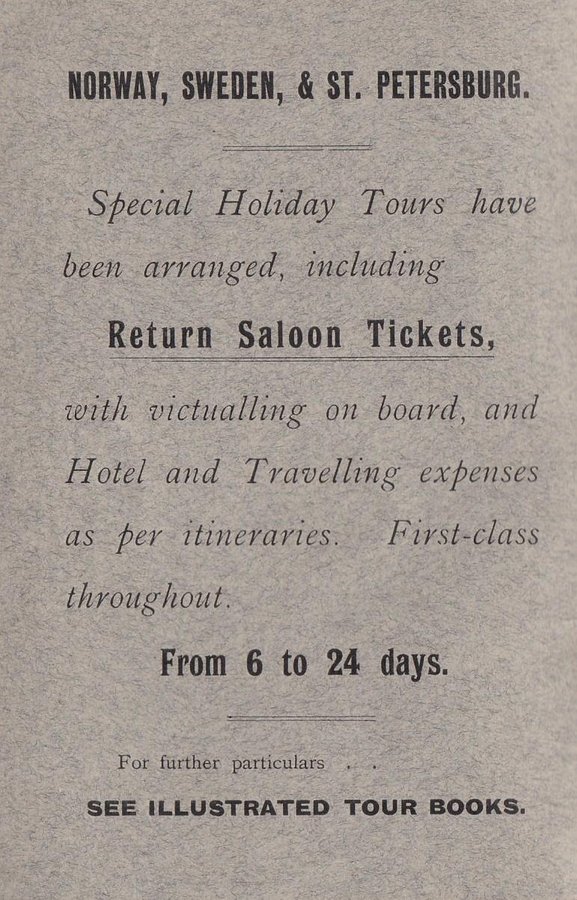 NORWAY, SWEDEN, & ST. PETERSBURG.
Special Holiday Tours have
been arranged, including
Return Saloon Tickets,
with victualling on board, and
Hotel and Travelling expenses
as per itineraries. First-class
throughout.
From 6 to 24 days.
For further particulars . .
SEE ILLUSTRATED TOUR BOOKS.